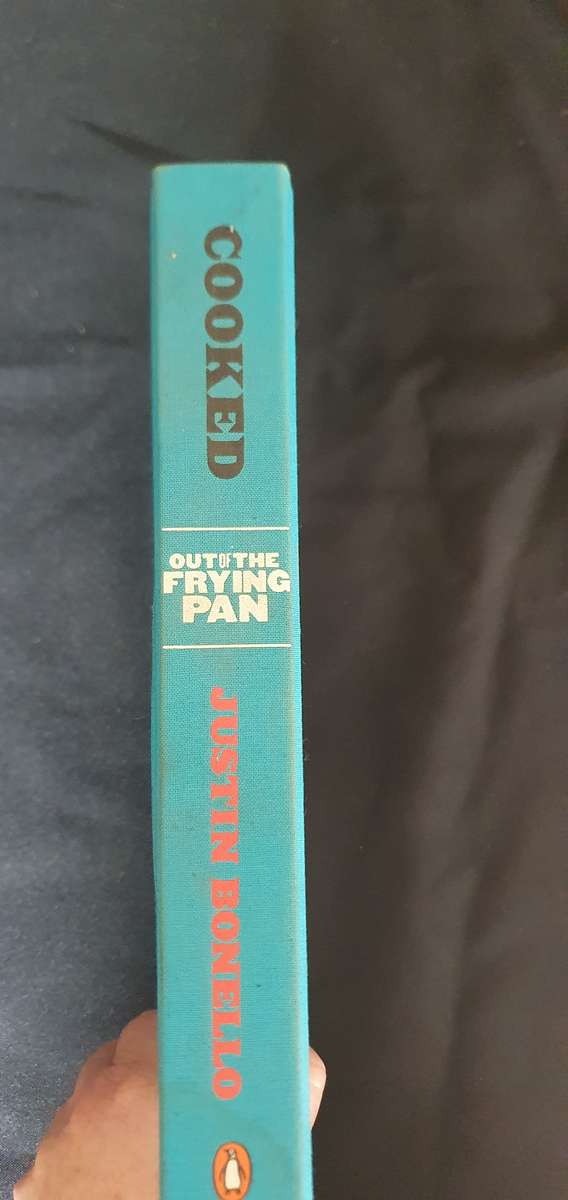 COOKED
OUT OF THE
FRYING
PAN
JUSTIN BONELLO